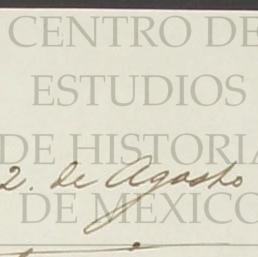 CENTRO DE
ESTUDIOS
DE HISTORIA
2. de Agosto
DE MEXICO